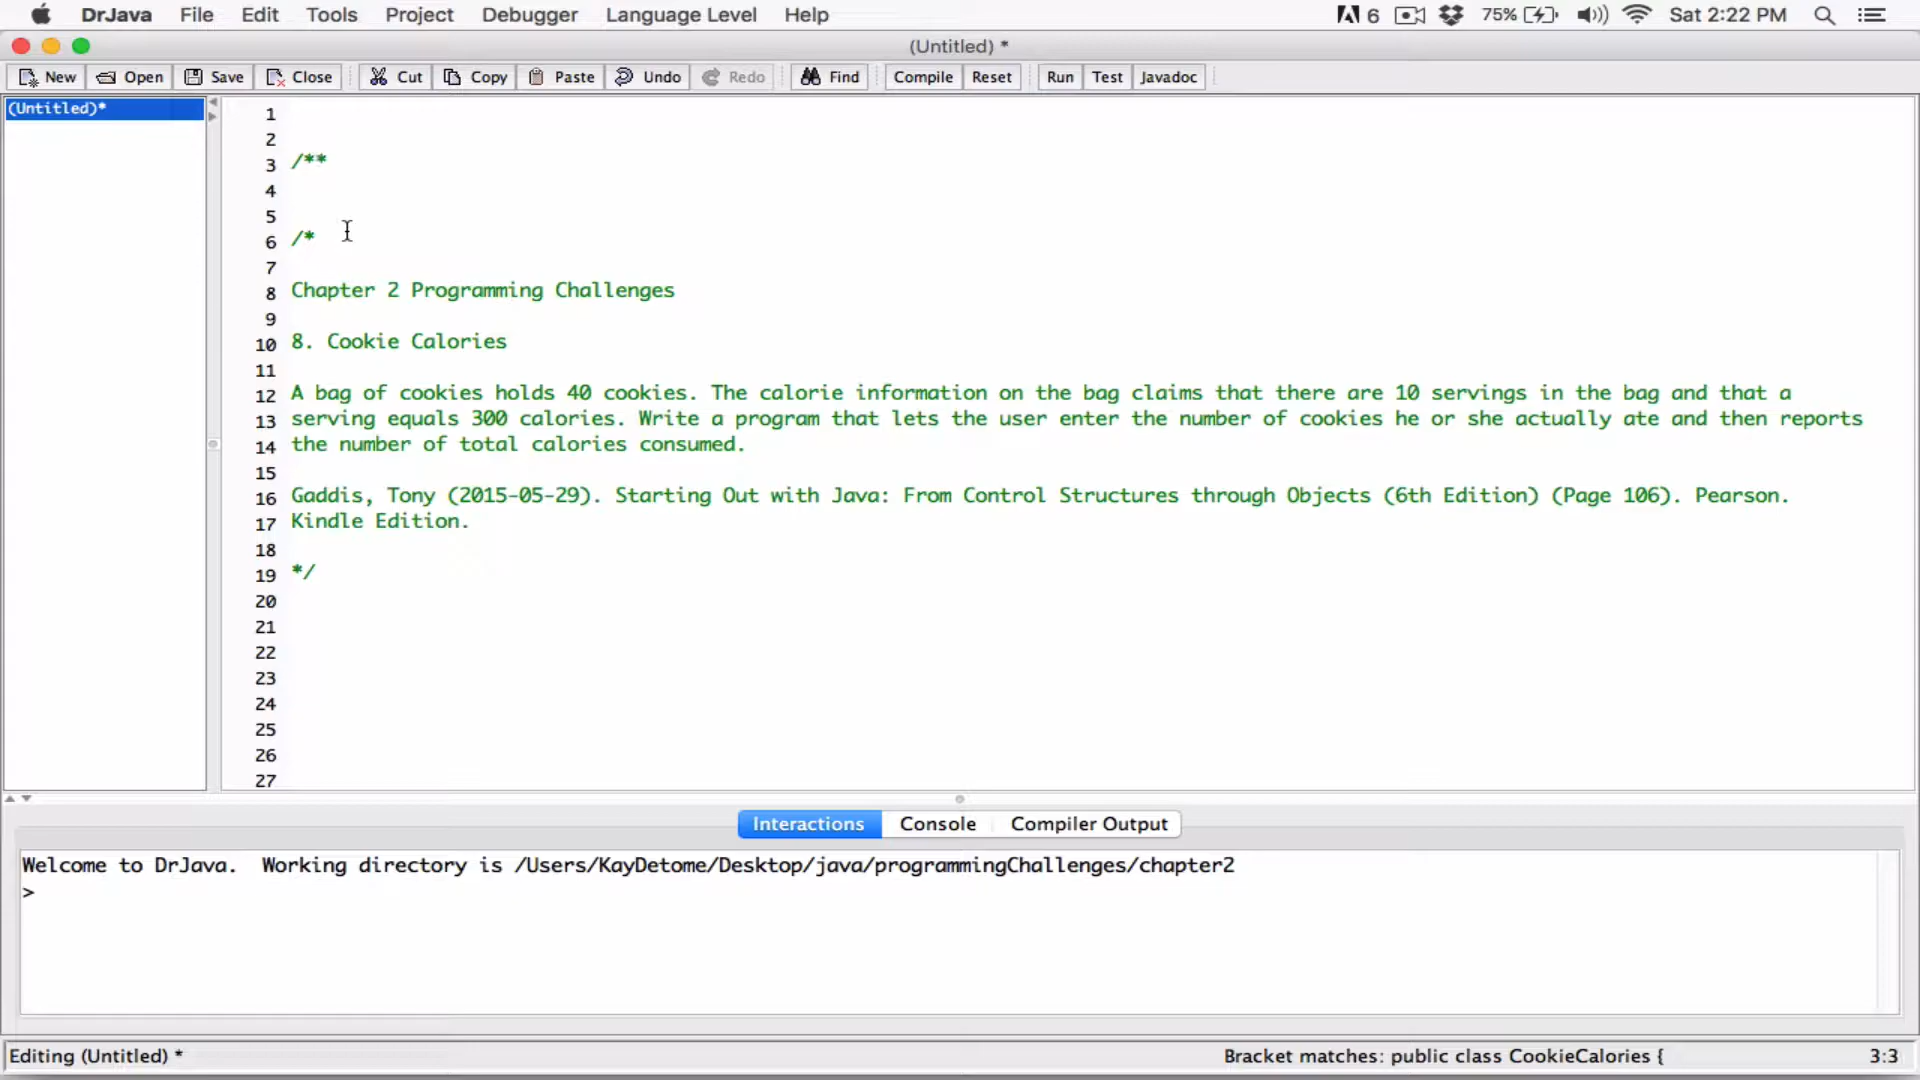 DrJava File Edit Tools Project Debugger Language Level Help 6 75% Sat 2:22 PM
(Untitled) *
New Open Save Close Cut Copy Paste Undo Redo Find Compile Reset Run Test Javadoc
(Untitled)*
1
2
3 /**
4
5
6 /*
7
8 Chapter 2 Programming Challenges
9
10 8. Cookie Calories
11
12 A bag of cookies holds 40 cookies. The calorie information on the bag claims that there are 10 servings in the bag and that a
13 serving equals 300 calories. Write a program that lets the user enter the number of cookies he or she actually ate and then reports
14 the number of total calories consumed.
15
16 Gaddis, Tony (2015-05-29). Starting Out with Java: From Control Structures through Objects (6th Edition) (Page 106). Pearson.
17 Kindle Edition.
18
19 */
20
21
22
23
24
25
26
27
Interactions Console Compiler Output
Welcome to DrJava.  Working directory is /Users/KayDetome/Desktop/java/programmingChallenges/chapter2
>
Editing (Untitled) * Bracket matches: public class CookieCalories { 3:3